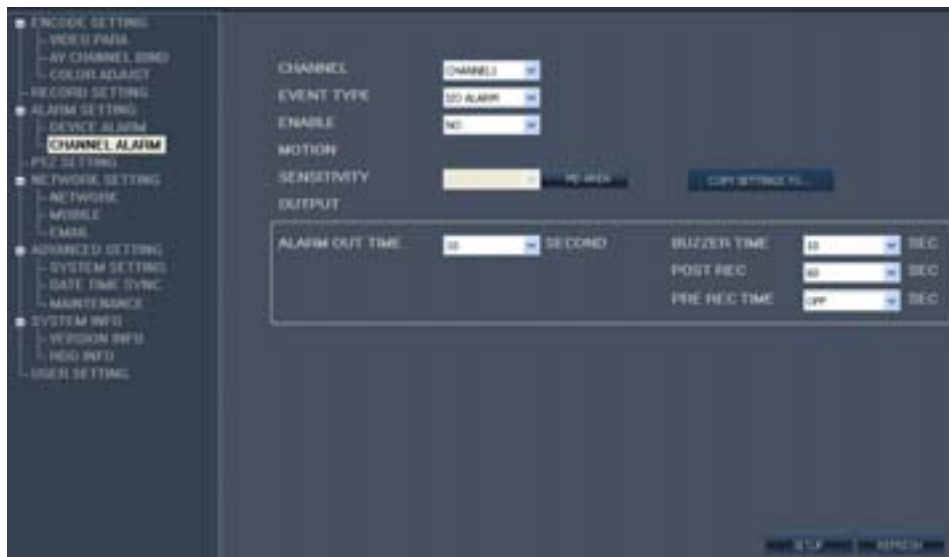 ENCODE SETTING
VIDEO PARA
AV CHANNEL BIND
COLOR ADJUST
RECORD SETTING
ALARM SETTING
DEVICE ALARM
CHANNEL ALARM
PTZ SETTING
NETWORK SETTING
NETWORK
MOBILE
EMAIL
ADVANCED SETTING
SYSTEM SETTING
DATE TIME SYNC
MAINTENANCE
SYSTEM INFO
VERSION INFO
HDD INFO
USER SETTING
CHANNEL CHANNEL1
EVENT TYPE I/O ALARM
ENABLE NO
MOTION
SENSITIVITY MD AREA COPY SETTINGS TO...
OUTPUT
ALARM OUT TIME 10 SECOND BUZZER TIME 10 SEC
POST REC 60 SEC
PRE REC TIME OFF SEC
SETUP REFRESH